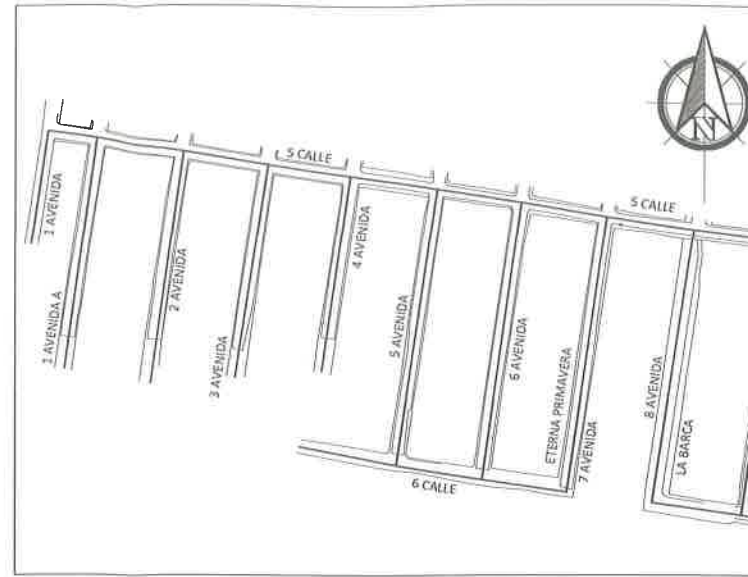 N
5 CALLE
5 CALLE
1 AVENIDA
1 AVENIDA A
2 AVENIDA
3 AVENIDA
4 AVENIDA
5 AVENIDA
6 AVENIDA
ETERNA PRIMAVERA
7 AVENIDA
8 AVENIDA
LA BARCA
6 CALLE